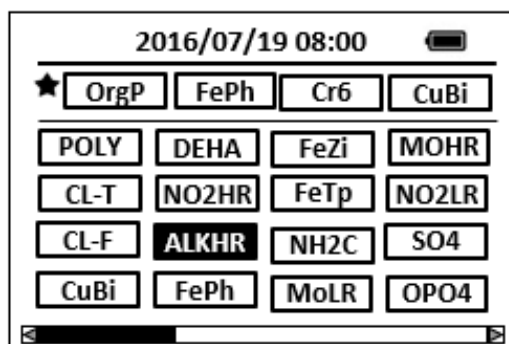 2016/07/19 08:00
OrgP FePh Cr6 CuBi
POLY DEHA FeZi MOHR
CL-T NO2HR FeTp NO2LR
CL-F ALKHR NH2C SO4
CuBi FePh MoLR OPO4